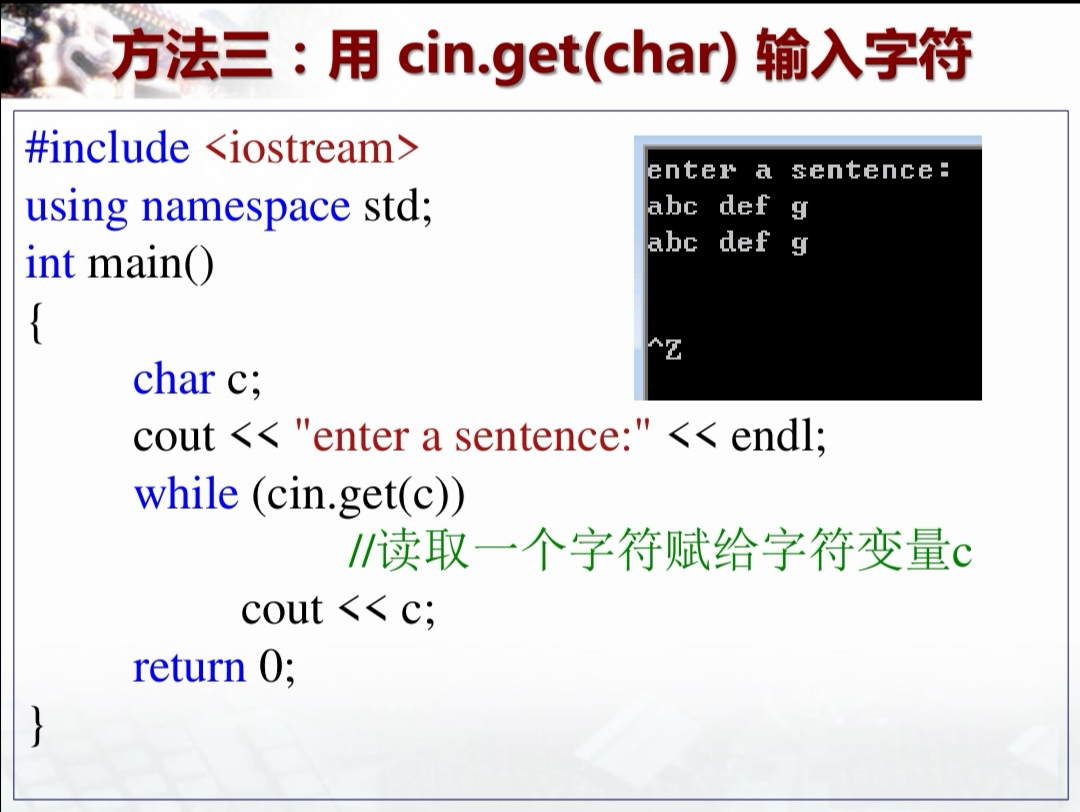 方法三：用 cin.get(char) 输入字符
#include <iostream>
using namespace std;
int main()
{
char c;
cout << "enter a sentence:" << endl;
while (cin.get(c))
//读取一个字符赋给字符变量c
cout << c;
return 0;
}
enter a sentence:
abc def g
abc def g
^Z